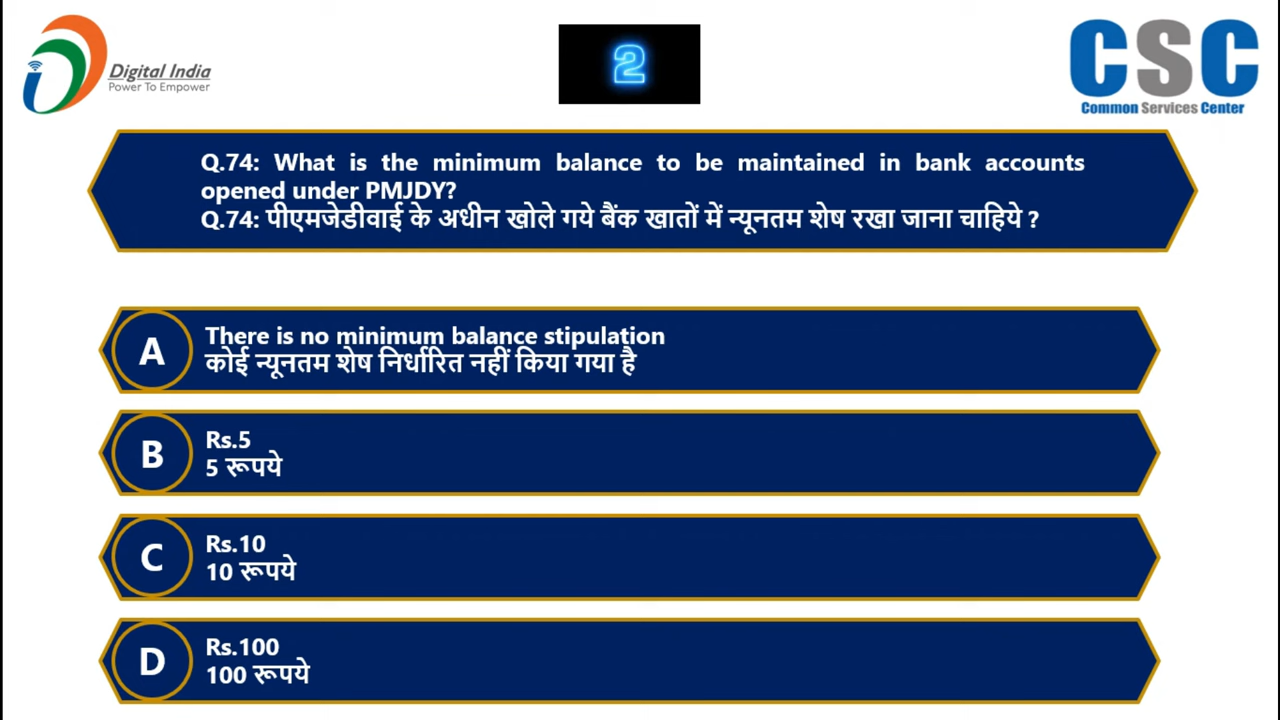 Digital India
Power To Empower
2
CSC
Common Services Center
Q.74: What is the minimum balance to be maintained in bank accounts
opened under PMJDY?
Q.74: पीएमजेडीवाई के अधीन खोले गये बैंक खातों में न्यूनतम शेष रखा जाना चाहिये ?
A
There is no minimum balance stipulation
कोई न्यूनतम शेष निर्धारित नहीं किया गया है
B
Rs.5
5 रूपये
C
Rs.10
10 रूपये
D
Rs.100
100 रूपये